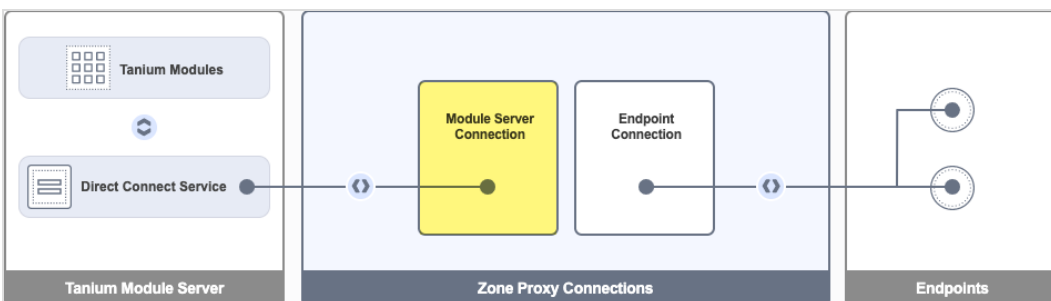 Tanium Modules
Direct Connect Service
Module Server
Connection
Endpoint
Connection
Tanium Module Server
Zone Proxy Connections
Endpoints